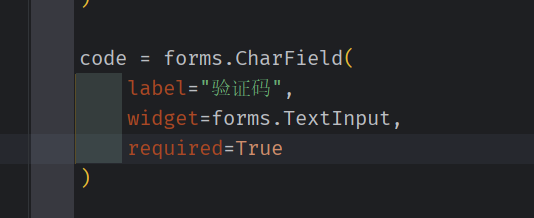 )
code = forms.CharField(
label="验证码",
widget=forms.TextInput,
required=True
)